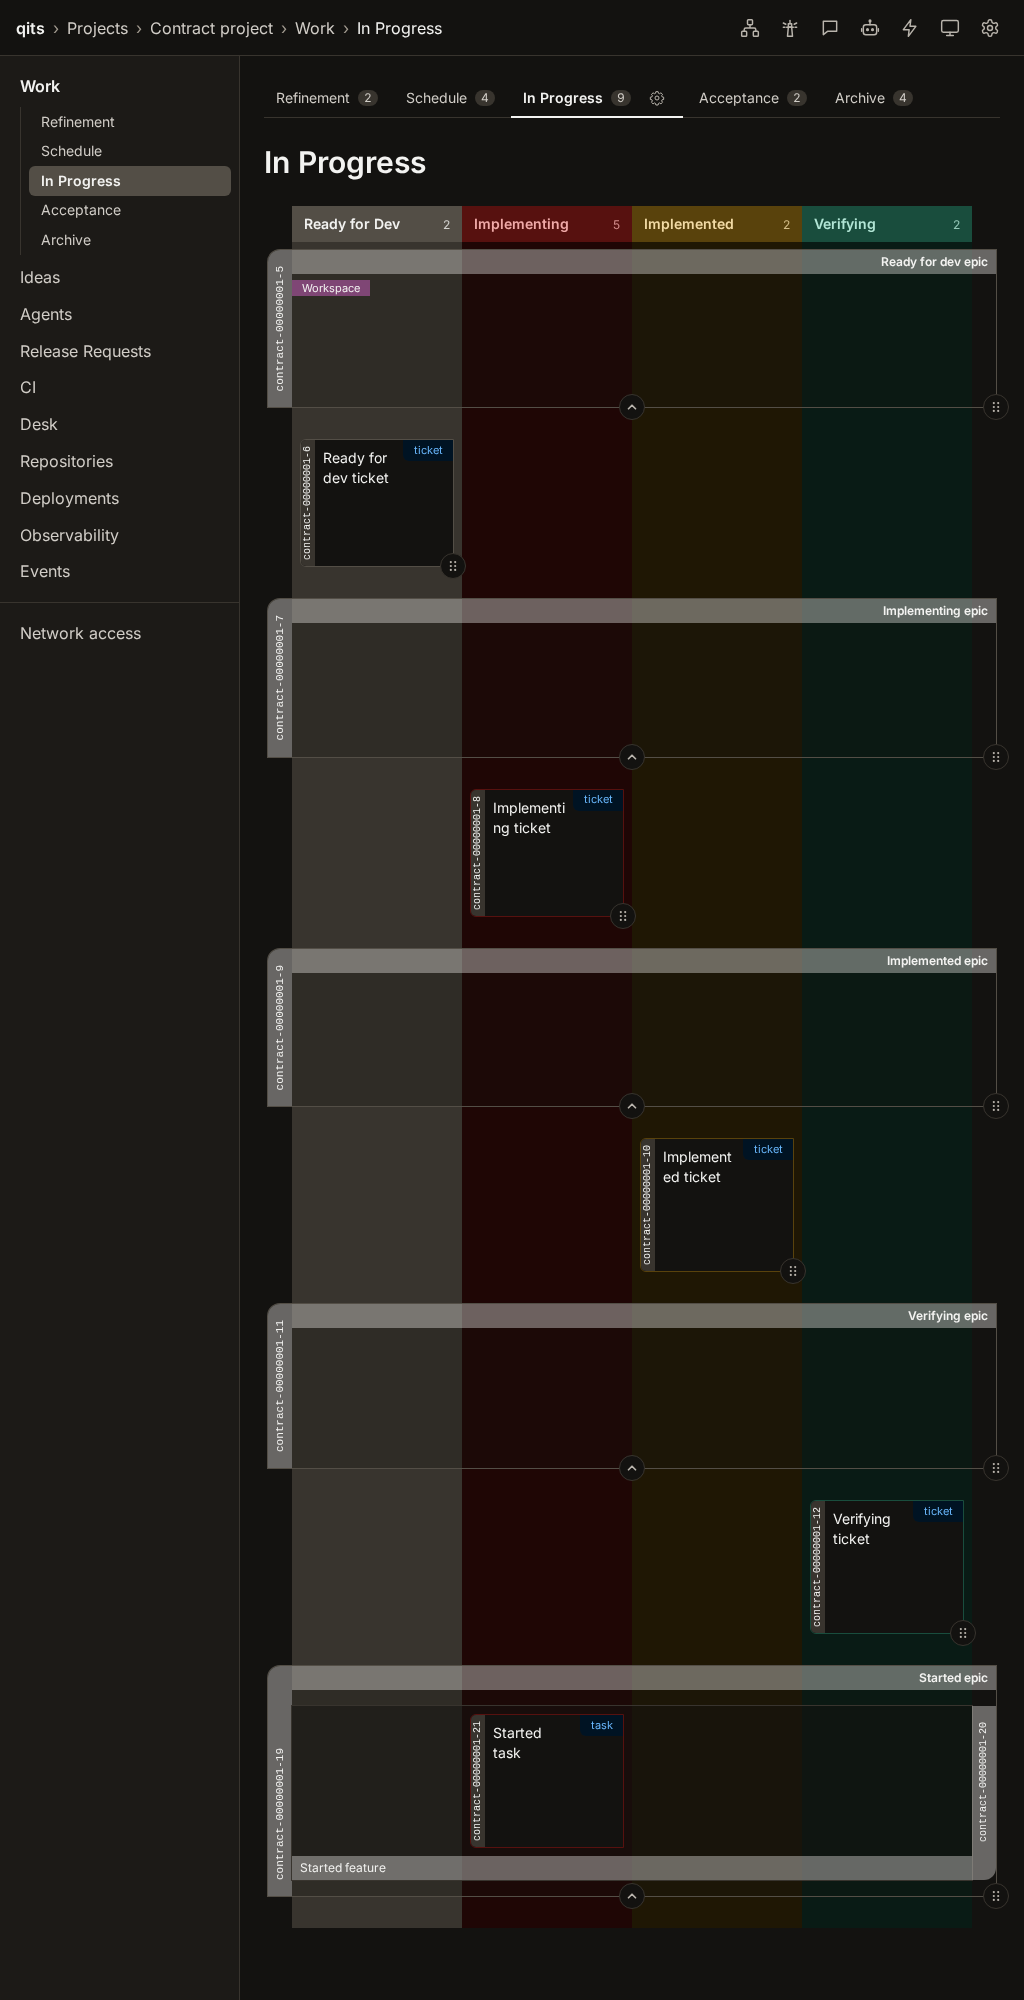 qits › Projects › Contract project › Work › In Progress
Work
Refinement
Schedule
In Progress
Acceptance
Archive
Ideas
Agents
Release Requests
CI
Desk
Repositories
Deployments
Observability
Events
Network access
Refinement 2 Schedule 4 In Progress 9 Acceptance 2 Archive 4
In Progress
Ready for Dev 2 Implementing 5 Implemented 2 Verifying 2
contract-00000001-5
Ready for dev epic
Workspace
contract-00000001-6
Ready for
dev ticket
ticket
contract-00000001-7
Implementing epic
contract-00000001-8
Implementi
ng ticket
ticket
contract-00000001-9
Implemented epic
contract-00000001-10
Implement
ed ticket
ticket
contract-00000001-11
Verifying epic
contract-00000001-12
Verifying
ticket
ticket
contract-00000001-19
Started epic
contract-00000001-21
Started
task
task
contract-00000001-20
Started feature